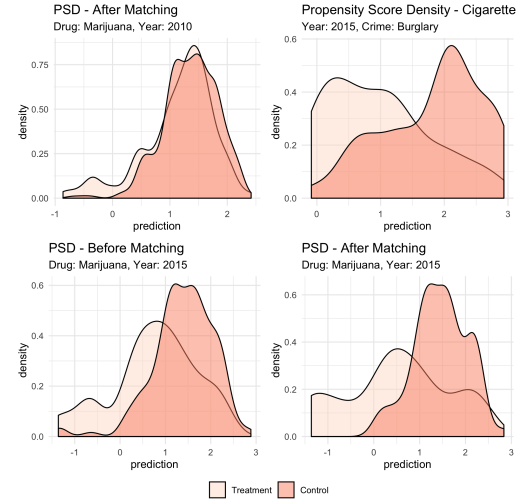 PSD - After Matching
Drug: Marijuana, Year: 2010
density
0.75
0.50
0.25
0.00
-1 0 1 2
prediction
Propensity Score Density - Cigarette
Year: 2015, Crime: Burglary
density
0.6
0.4
0.2
0.0
0 1 2 3
prediction
PSD - Before Matching
Drug: Marijuana, Year: 2015
density
0.6
0.4
0.2
0.0
-1 0 1 2 3
prediction
PSD - After Matching
Drug: Marijuana, Year: 2015
density
0.6
0.4
0.2
0.0
-1 0 1 2 3
prediction
Treatment Control